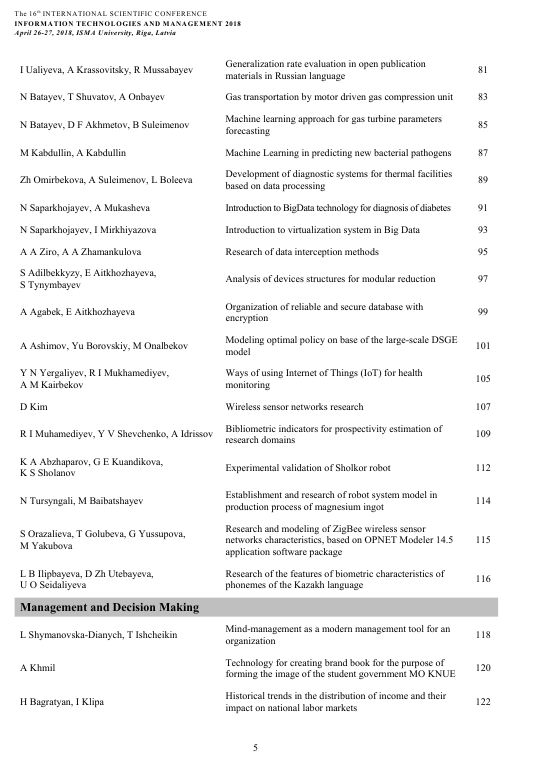 The 16th INTERNATIONAL SCIENTIFIC CONFERENCE
INFORMATION TECHNOLOGIES AND MANAGEMENT 2018
April 26-27, 2018, ISMA University, Riga, Latvia
I Ualiyeva, A Krassovitsky, R Mussabayev
Generalization rate evaluation in open publication
materials in Russian language
81
N Batayev, T Shuvatov, A Onbayev
Gas transportation by motor driven gas compression unit
83
N Batayev, D F Akhmetov, B Suleimenov
Machine learning approach for gas turbine parameters
forecasting
85
M Kabdullin, A Kabdullin
Machine Learning in predicting new bacterial pathogens
87
Zh Omirbekova, A Suleimenov, L Boleeva
Development of diagnostic systems for thermal facilities
based on data processing
89
N Saparkhojayev, A Mukasheva
Introduction to BigData technology for diagnosis of diabetes
91
N Saparkhojayev, I Mirkhiyazova
Introduction to virtualization system in Big Data
93
A A Ziro, A A Zhamankulova
Research of data interception methods
95
S Adilbekkyzy, E Aitkhozhayeva,
S Tynymbayev
Analysis of devices structures for modular reduction
97
A Agabek, E Aitkhozhayeva
Organization of reliable and secure database with
encryption
99
A Ashimov, Yu Borovskiy, M Onalbekov
Modeling optimal policy on base of the large-scale DSGE
model
101
Y N Yergaliyev, R I Mukhamediyev,
A M Kairbekov
Ways of using Internet of Things (IoT) for health
monitoring
105
D Kim
Wireless sensor networks research
107
R I Muhamediyev, Y V Shevchenko, A Idrissov
Bibliometric indicators for prospectivity estimation of
research domains
109
K A Abzhaparov, G E Kuandikova,
K S Sholanov
Experimental validation of Sholkor robot
112
N Tursyngali, M Baibatshayev
Establishment and research of robot system model in
production process of magnesium ingot
114
S Orazalieva, T Golubeva, G Yussupova,
M Yakubova
Research and modeling of ZigBee wireless sensor
networks characteristics, based on OPNET Modeler 14.5
application software package
115
L B Ilipbayeva, D Zh Utebayeva,
U O Seidaliyeva
Research of the features of biometric characteristics of
phonemes of the Kazakh language
116
Management and Decision Making
L Shymanovska-Dianych, T Ishcheikin
Mind-management as a modern management tool for an
organization
118
A Khmil
Technology for creating brand book for the purpose of
forming the image of the student government MO KNUE
120
H Bagratyan, I Klipa
Historical trends in the distribution of income and their
impact on national labor markets
122
5